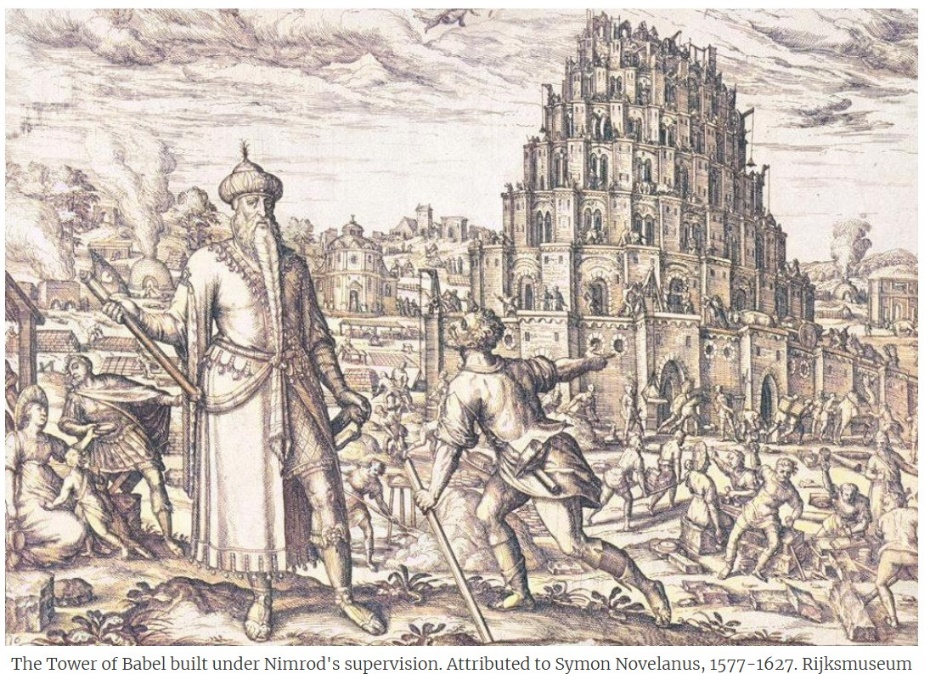 The Tower of Babel built under Nimrod's supervision. Attributed to Symon Novelanus, 1577-1627. Rijksmuseum